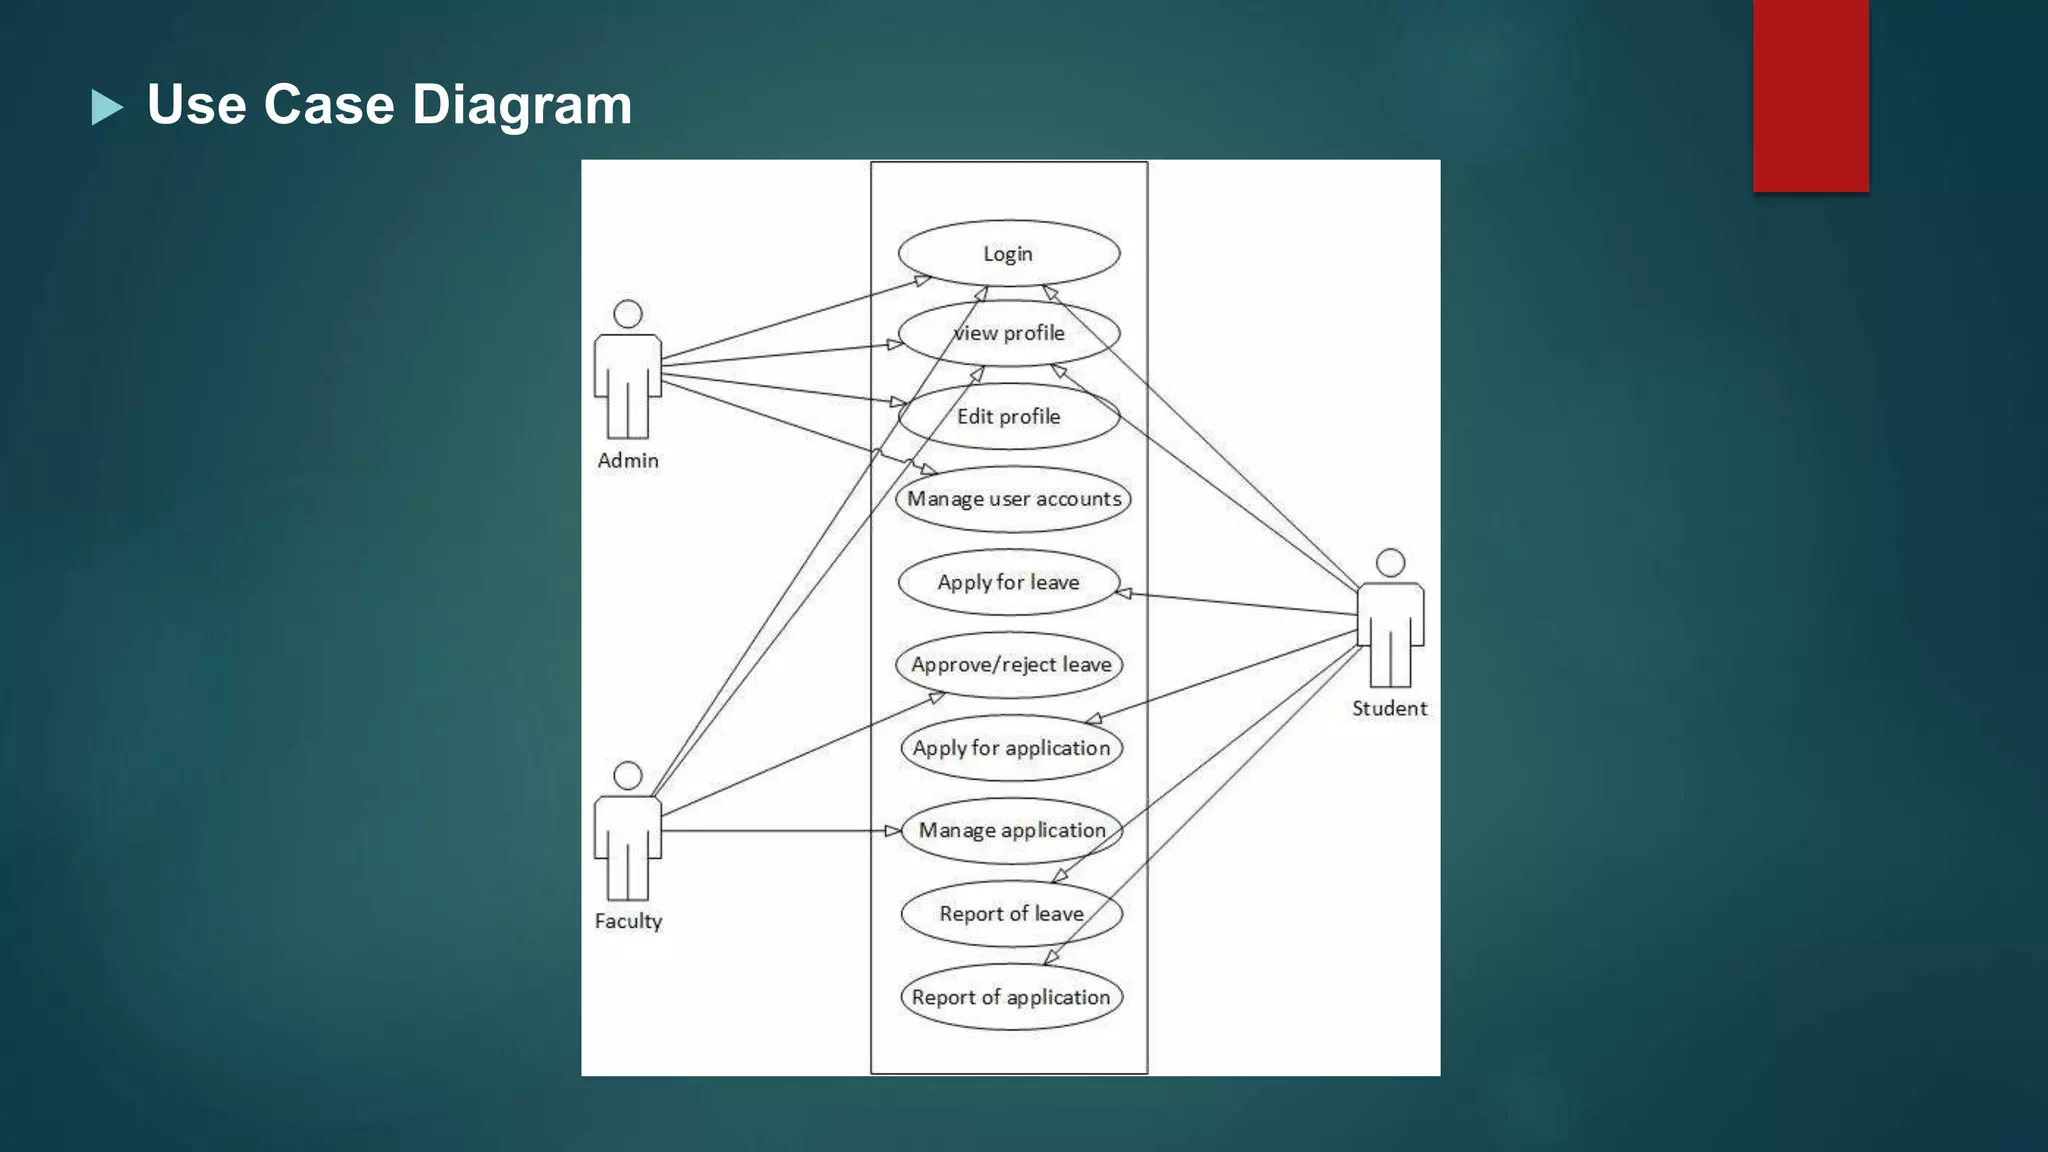 Use Case Diagram
Login
view profile
Edit profile
Admin
Manage user accounts
Apply for leave
Approve/reject leave
Student
Apply for application
Manage application
Faculty
Report of leave
Report of application